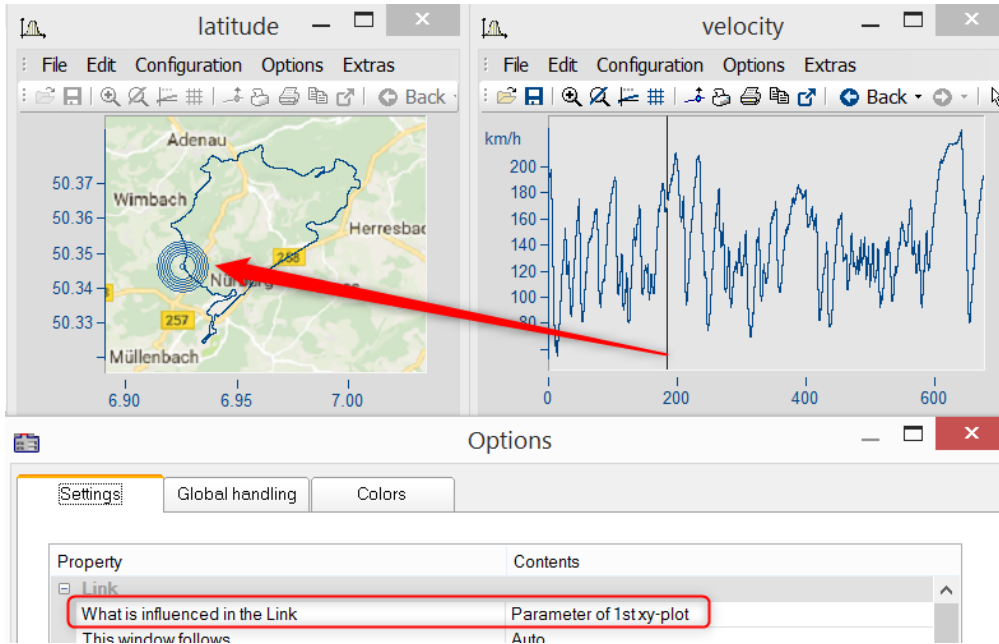 latitude
File Edit Configuration Options Extras
Back
Adenau
50.37
Wimbach
50.36
Herresbac
50.35
258
50.34
50.33
257
Müllenbach
6.90 6.95 7.00
velocity
File Edit Configuration Options Extras
Back
km/h
200
180
160
140
120
100
80
0 200 400 600
Options
Settings Global handling Colors
Property Contents
Link
What is influenced in the Link Parameter of 1st xy-plot
This window follows Auto